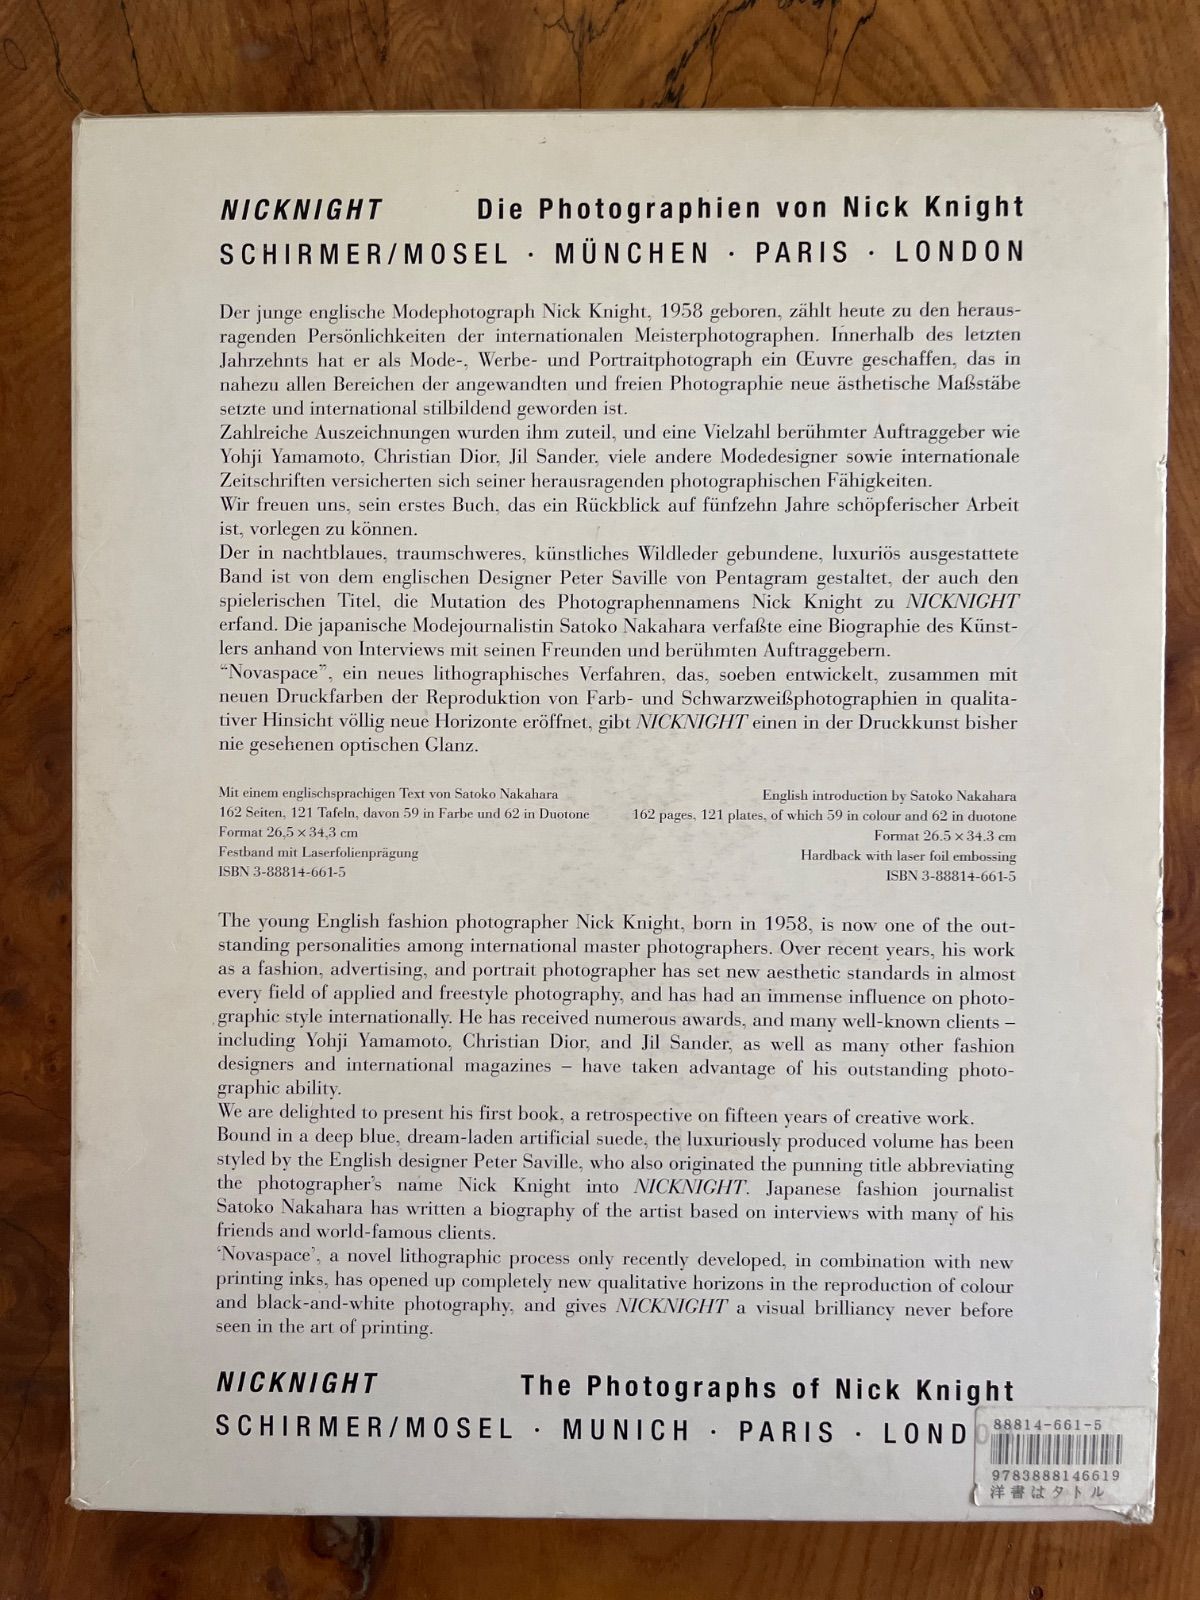 NICKNIGHT Die Photographien von Nick Knight
SCHIRMER/MOSEL · MÜNCHEN · PARIS · LONDON
Der junge englische Modephotograph Nick Knight, 1958 geboren, zählt heute zu den heraus-
ragenden Persönlichkeiten der internationalen Meisterphotographen. Innerhalb des letzten
Jahrzehnts hat er als Mode-, Werbe- und Portraitphotograph ein Œuvre geschaffen, das in
nahezu allen Bereichen der angewandten und freien Photographie neue ästhetische Maßstäbe
setzte und international stilbildend geworden ist.
Zahlreiche Auszeichnungen wurden ihm zuteil, und eine Vielzahl berühmter Auftraggeber wie
Yohji Yamamoto, Christian Dior, Jil Sander, viele andere Modedesigner sowie internationale
Zeitschriften versicherten sich seiner herausragenden photographischen Fähigkeiten.
Wir freuen uns, sein erstes Buch, das ein Rückblick auf fünfzehn Jahre schöpferischer Arbeit
ist, vorlegen zu können.
Der in nachtblaues, traumschweres, künstliches Wildleder gebundene, luxuriös ausgestattete
Band ist von dem englischen Designer Peter Saville von Pentagram gestaltet, der auch den
spielerischen Titel, die Mutation des Photographennamens Nick Knight zu NICKNIGHT
erfand. Die japanische Modejournalistin Satoko Nakahara verfaßte eine Biographie des Künst-
lers anhand von Interviews mit seinen Freunden und berühmten Auftraggebern.
“Novaspace”, ein neues lithographisches Verfahren, das, soeben entwickelt, zusammen mit
neuen Druckfarben der Reproduktion von Farb- und Schwarzweißphotographien in qualita-
tiver Hinsicht völlig neue Horizonte eröffnet, gibt NICKNIGHT einen in der Druckkunst bisher
nie gesehenen optischen Glanz.
Mit einem englischsprachigen Text von Satoko Nakahara
162 Seiten, 121 Tafeln, davon 59 in Farbe und 62 in Duotone
Format 26,5 × 34,3 cm
Festband mit Laserfolienprägung
ISBN 3-88814-661-5
English introduction by Satoko Nakahara
162 pages, 121 plates, of which 59 in colour and 62 in duotone
Format 26.5 × 34.3 cm
Hardback with laser foil embossing
ISBN 3-88814-661-5
The young English fashion photographer Nick Knight, born in 1958, is now one of the out-
standing personalities among international master photographers. Over recent years, his work
as a fashion, advertising, and portrait photographer has set new aesthetic standards in almost
every field of applied and freestyle photography, and has had an immense influence on photo-
graphic style internationally. He has received numerous awards, and many well-known clients –
including Yohji Yamamoto, Christian Dior, and Jil Sander, as well as many other fashion
designers and international magazines – have taken advantage of his outstanding photo-
graphic ability.
We are delighted to present his first book, a retrospective on fifteen years of creative work.
Bound in a deep blue, dream-laden artificial suede, the luxuriously produced volume has been
styled by the English designer Peter Saville, who also originated the punning title abbreviating
the photographer's name Nick Knight into NICKNIGHT. Japanese fashion journalist
Satoko Nakahara has written a biography of the artist based on interviews with many of his
friends and world-famous clients.
‘Novaspace’, a novel lithographic process only recently developed, in combination with new
printing inks, has opened up completely new qualitative horizons in the reproduction of colour
and black-and-white photography, and gives NICKNIGHT a visual brilliancy never before
seen in the art of printing.
NICKNIGHT The Photographs of Nick Knight
SCHIRMER/MOSEL · MUNICH · PARIS · LONDO
88814-661-5
9783888146619
洋書はタトル